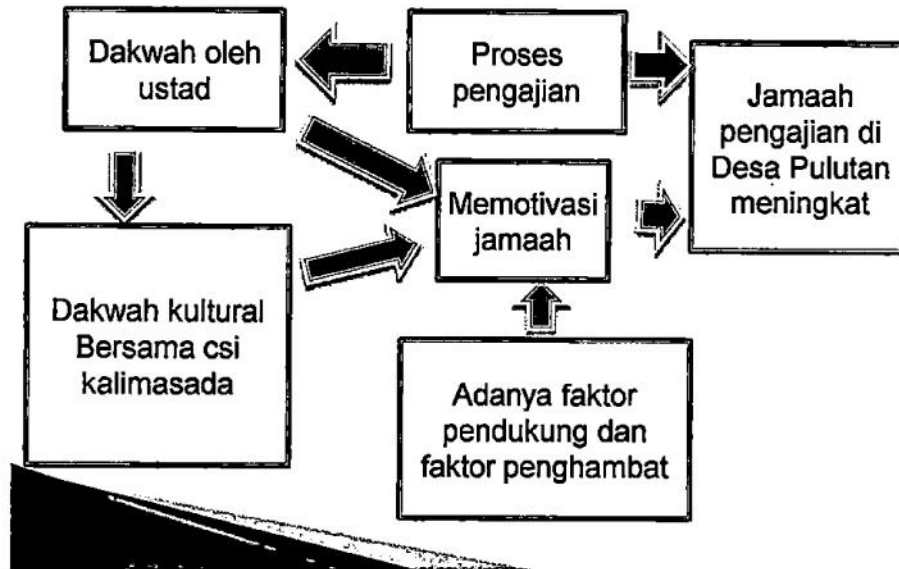 Dakwah oleh
ustad
Proses
pengajian
Jamaah
pengajian di
Desa Pulutan
meningkat
Memotivasi
jamaah
Dakwah kultural
Bersama csi
kalimasada
Adanya faktor
pendukung dan
faktor penghambat